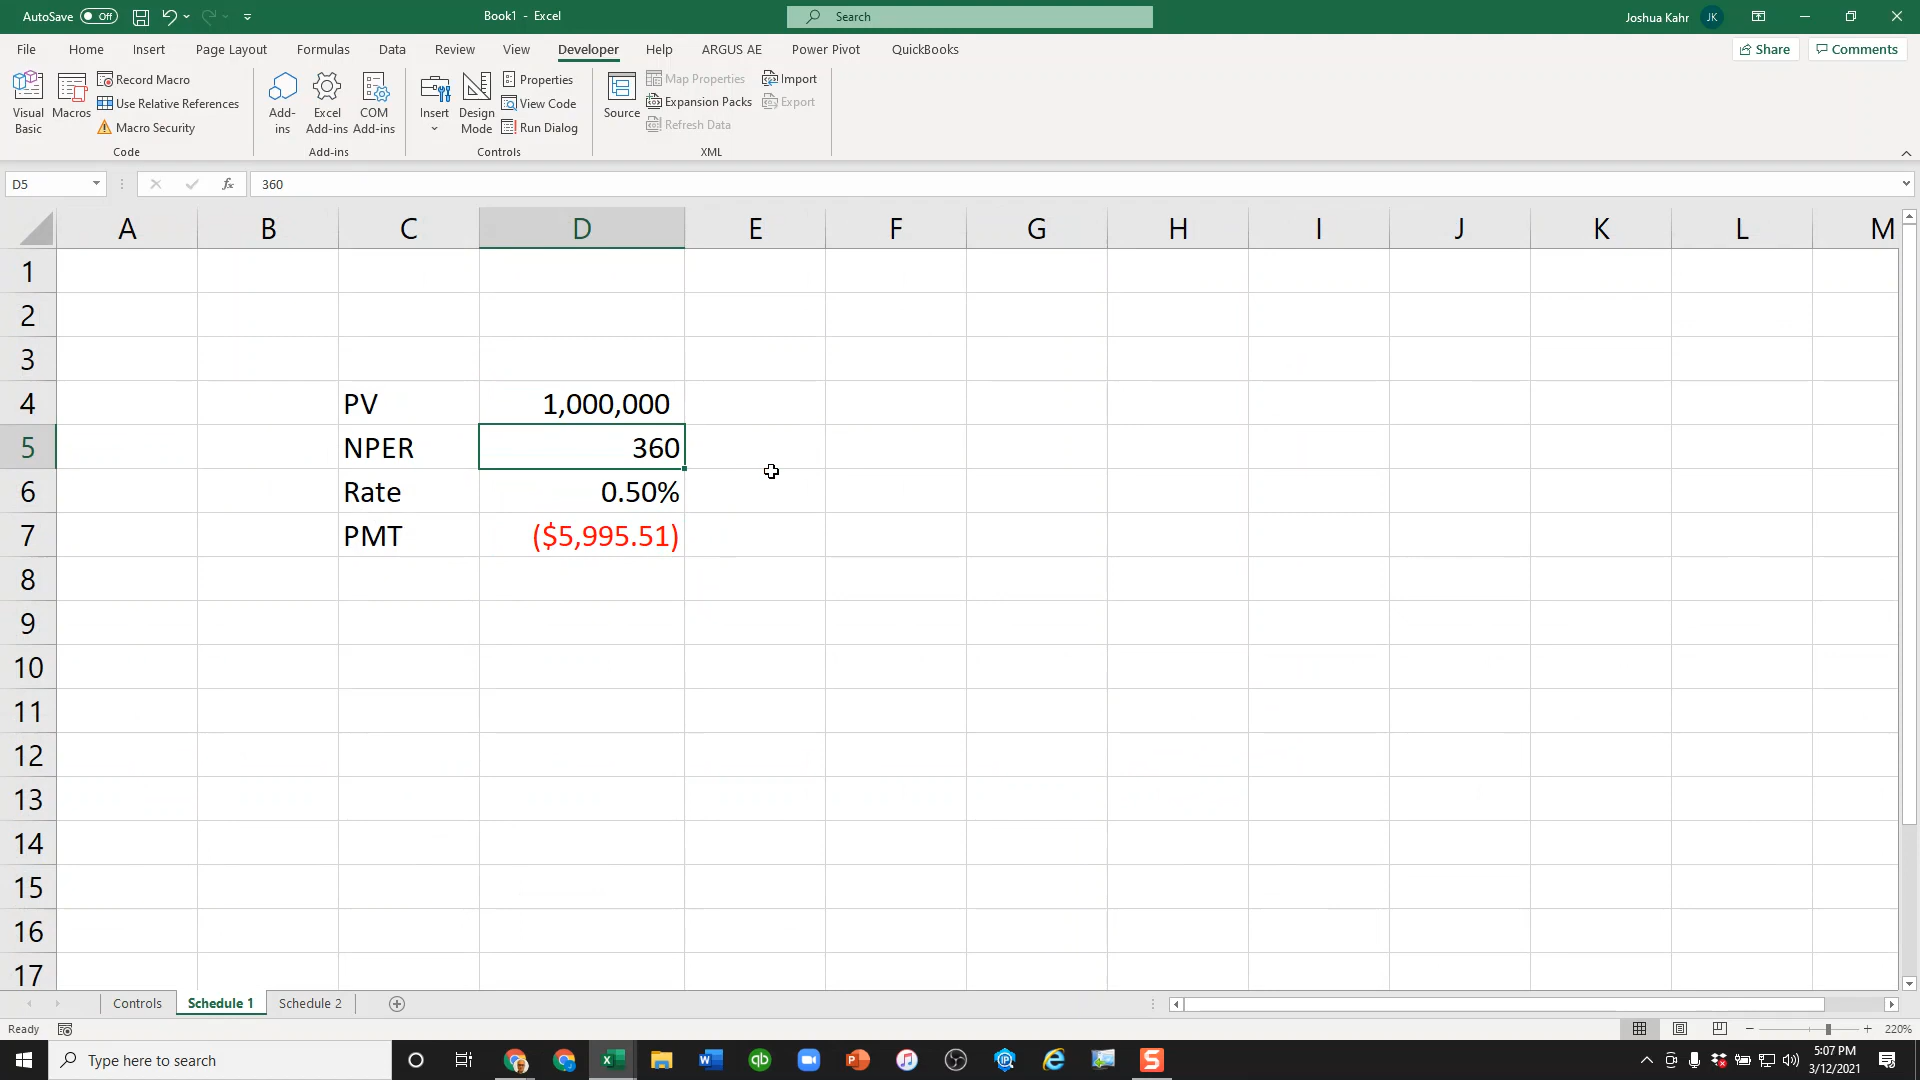 AutoSave Off Book1 - Excel Search Joshua Kahr JK
File Home Insert Page Layout Formulas Data Review View Developer Help ARGUS AE Power Pivot QuickBooks Share Comments
Visual Basic
Macros
Record Macro
Use Relative References
Macro Security
Code
Add-ins
Excel Add-ins
COM Add-ins
Add-ins
Insert
Design Mode
Properties
View Code
Run Dialog
Controls
Source
Map Properties
Expansion Packs
Refresh Data
Import
Export
XML
D5 fx 360
A B C D E F G H I J K L M
1
2
3
4 PV 1,000,000
5 NPER 360
6 Rate 0.50%
7 PMT ($5,995.51)
8
9
10
11
12
13
14
15
16
17
Controls Schedule 1 Schedule 2
Ready 220%
Type here to search 5:07 PM
3/12/2021